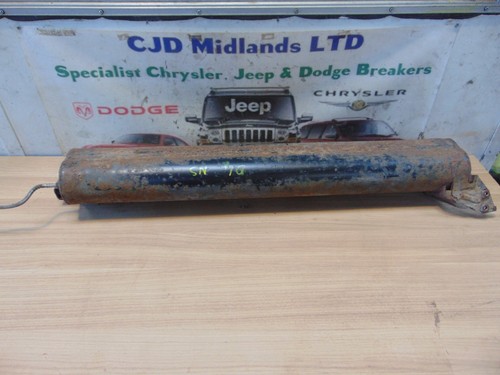 CJD Midlands LTD
Specialist Chrysler, Jeep & Dodge Breakers
DODGE
Jeep
CHRYSLER